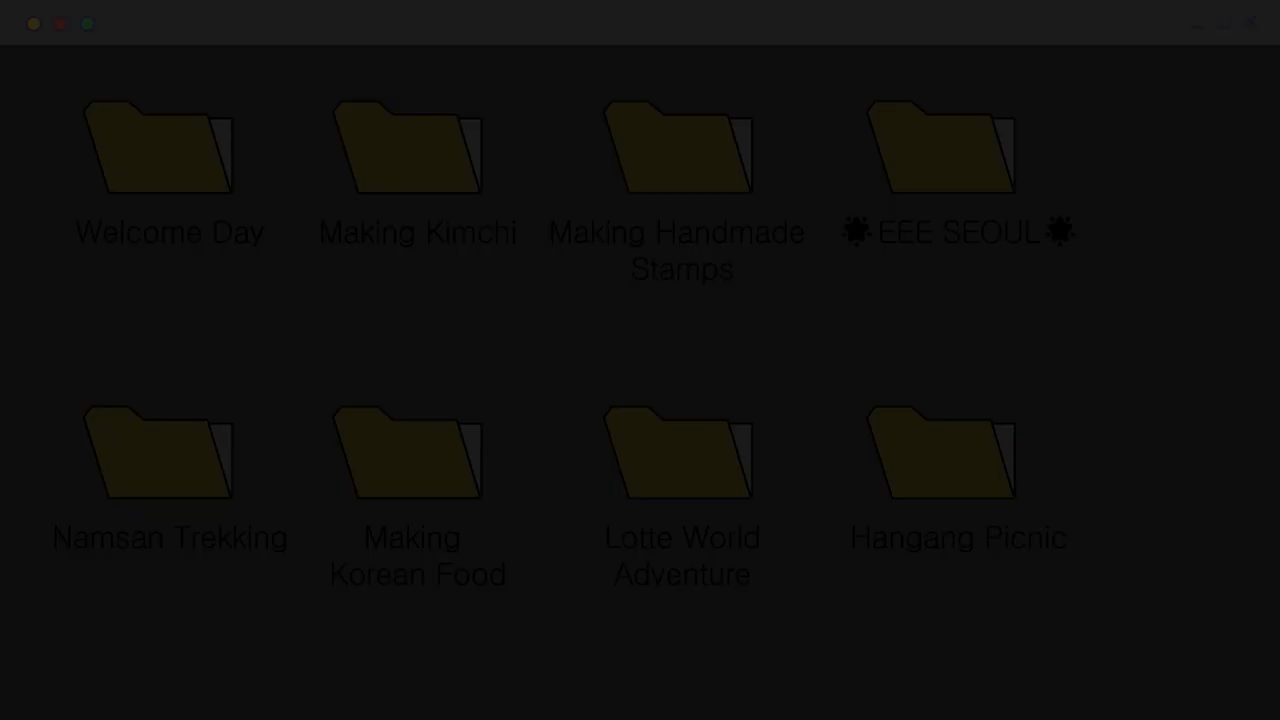 Welcome Day
Making Kimchi
Making Handmade
Stamps
🌟EEE SEOUL🌟
Namsan Trekking
Making
Korean Food
Lotte World
Adventure
Hangang Picnic